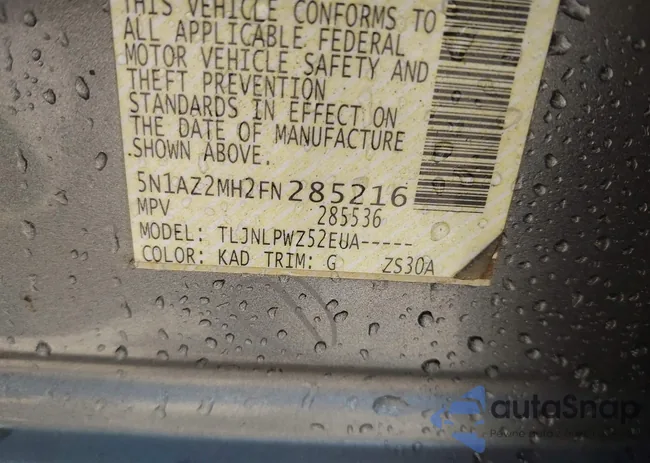 THIS VEHICLE CONFORMS TO
ALL APPLICABLE FEDERAL
MOTOR VEHICLE SAFETY AND
THEFT PREVENTION
STANDARDS IN EFFECT ON
THE DATE OF MANUFACTURE
SHOWN ABOVE.
5N1AZ2MH2FN285216
MPV 285536
MODEL: TLJNLPWZ52EUA-----
COLOR: KAD TRIM: G ZS30A
autaSnap